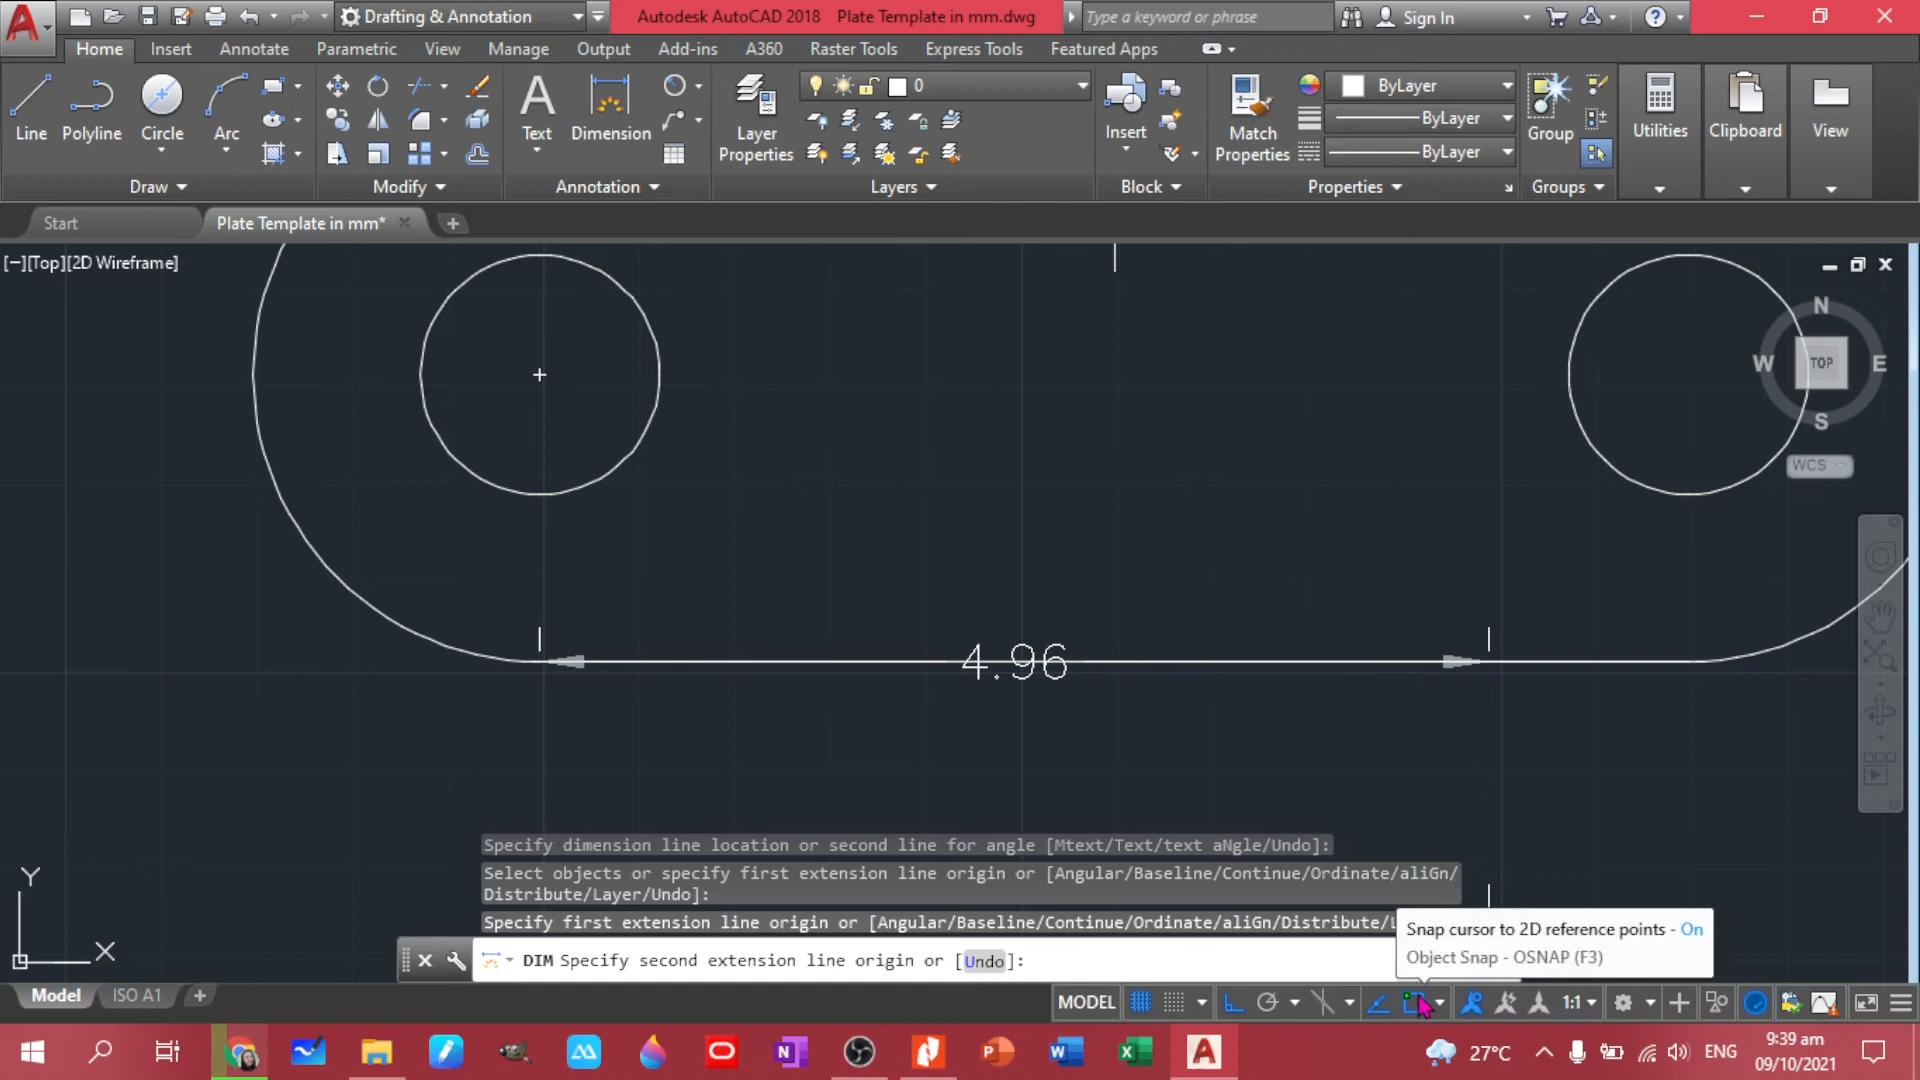 Drafting & Annotation
Autodesk AutoCAD 2018 Plate Template in mm.dwg
Type a keyword or phrase
Sign In
Home Insert Annotate Parametric View Manage Output Add-ins A360 Raster Tools Express Tools Featured Apps
0
ByLayer
ByLayer
ByLayer
Line Polyline Circle Arc
Text Dimension
Layer
Properties
Insert
Match
Properties
Group
Utilities Clipboard View
Draw Modify Annotation Layers Block Properties Groups
Start
Plate Template in mm*
[−][Top][2D Wireframe]
N
W TOP E
S
WCS
4.96
Specify dimension line location or second line for angle [Mtext/Text/text aNgle/Undo]:
Select objects or specify first extension line origin or [Angular/Baseline/Continue/Ordinate/aliGn/
Distribute/Layer/Undo]:
Specify first extension line origin or [Angular/Baseline/Continue/Ordinate/aliGn/Distribute/
DIM Specify second extension line origin or [Undo]:
Snap cursor to 2D reference points - On
Object Snap - OSNAP (F3)
Y
X
Model ISO A1
MODEL
1:1
27°C
ENG
9:39 am
09/10/2021